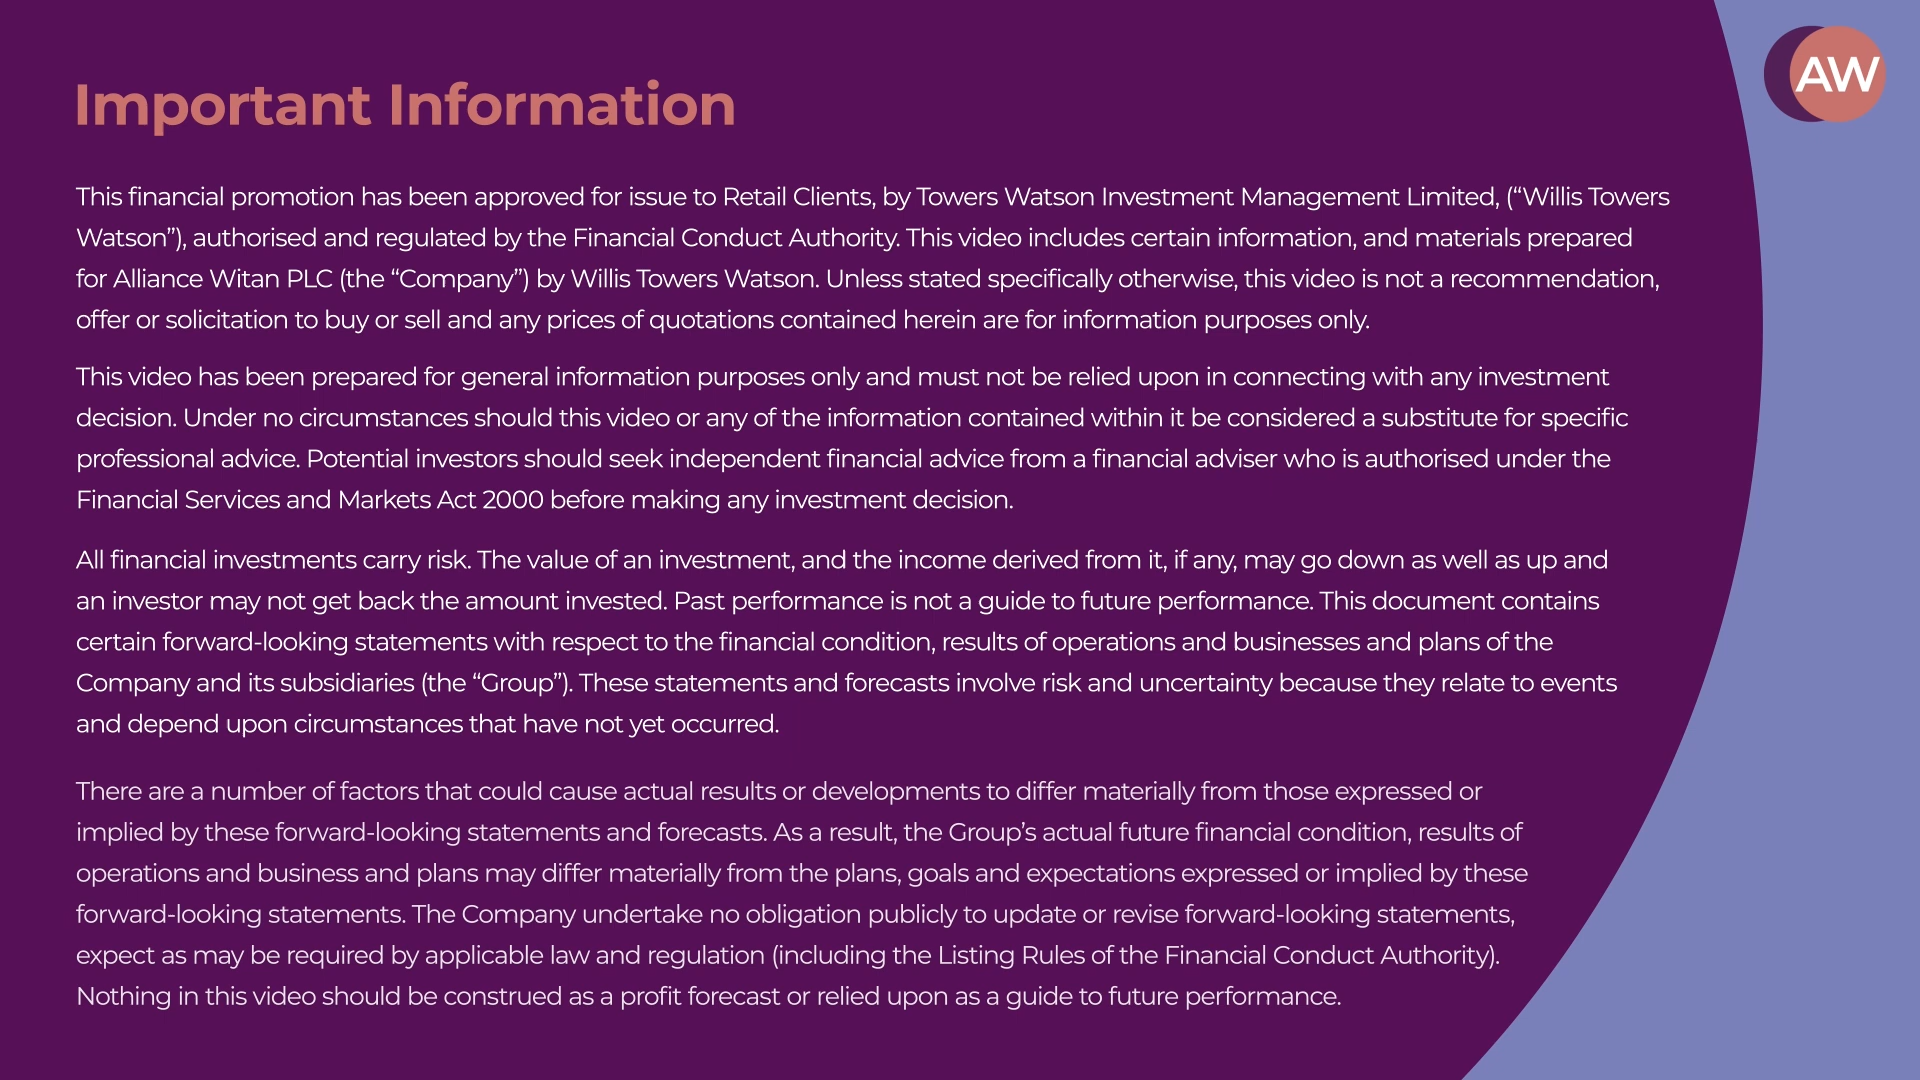 AW
Important Information
This financial promotion has been approved for issue to Retail Clients, by Towers Watson Investment Management Limited, (“Willis Towers
Watson”), authorised and regulated by the Financial Conduct Authority. This video includes certain information, and materials prepared
for Alliance Witan PLC (the “Company”) by Willis Towers Watson. Unless stated specifically otherwise, this video is not a recommendation,
offer or solicitation to buy or sell and any prices of quotations contained herein are for information purposes only.
This video has been prepared for general information purposes only and must not be relied upon in connecting with any investment
decision. Under no circumstances should this video or any of the information contained within it be considered a substitute for specific
professional advice. Potential investors should seek independent financial advice from a financial adviser who is authorised under the
Financial Services and Markets Act 2000 before making any investment decision.
All financial investments carry risk. The value of an investment, and the income derived from it, if any, may go down as well as up and
an investor may not get back the amount invested. Past performance is not a guide to future performance. This document contains
certain forward-looking statements with respect to the financial condition, results of operations and businesses and plans of the
Company and its subsidiaries (the “Group”). These statements and forecasts involve risk and uncertainty because they relate to events
and depend upon circumstances that have not yet occurred.
There are a number of factors that could cause actual results or developments to differ materially from those expressed or
implied by these forward-looking statements and forecasts. As a result, the Group’s actual future financial condition, results of
operations and business and plans may differ materially from the plans, goals and expectations expressed or implied by these
forward-looking statements. The Company undertake no obligation publicly to update or revise forward-looking statements,
expect as may be required by applicable law and regulation (including the Listing Rules of the Financial Conduct Authority).
Nothing in this video should be construed as a profit forecast or relied upon as a guide to future performance.